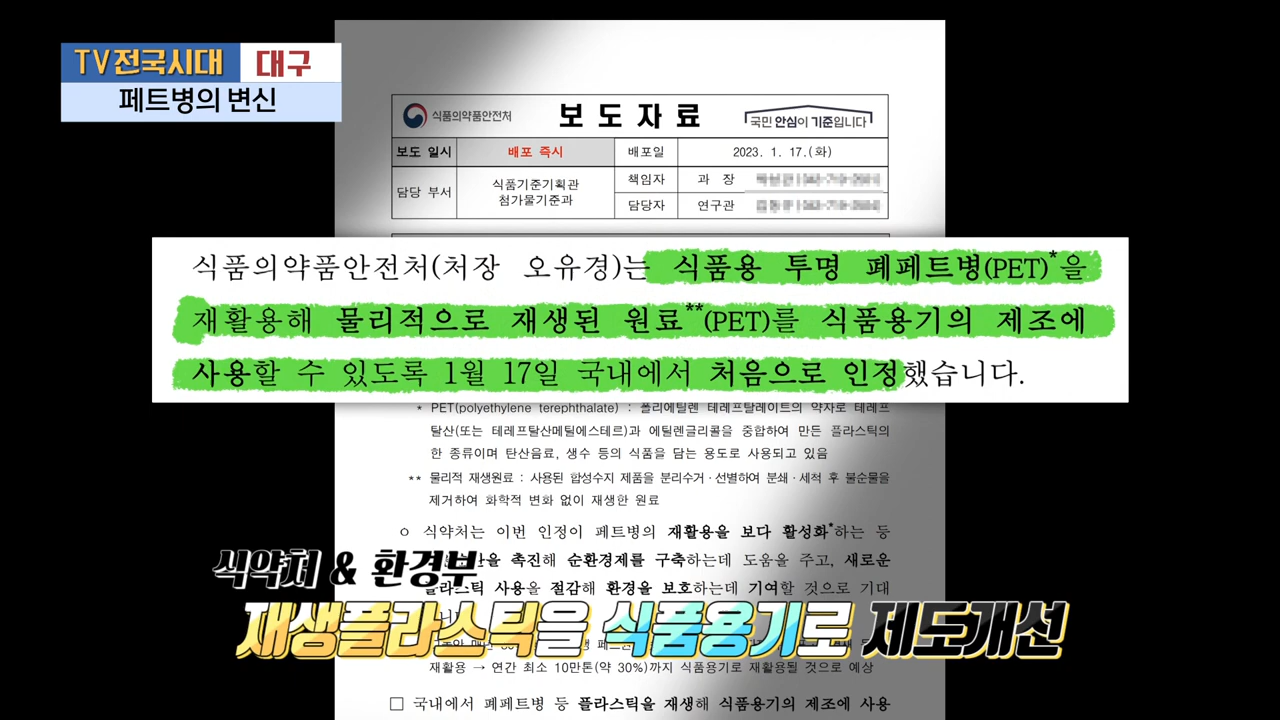 TV전국시대 대구
페트병의 변신
식품의약품안전처 보도자료 국민 안심이 기준입니다
보도 일시 배포 즉시 배포일 2023. 1. 17.(화)
담당 부서 식품기준기획관 첨가물기준과 책임자 과 장
담당자 연구관
식품의약품안전처(처장 오유경)는 식품용 투명 폐페트병(PET)*을
재활용해 물리적으로 재생된 원료**(PET)를 식품용기의 제조에
사용할 수 있도록 1월 17일 국내에서 처음으로 인정했습니다.
* PET(polyethylene terephthalate) : 폴리에틸렌 테레프탈레이트의 약자로 테레프
탈산(또는 테레프탈산메틸에스테르)과 에틸렌글리콜을 중합하여 만든 플라스틱의
한 종류이며 탄산음료, 생수 등의 식품을 담는 용도로 사용되고 있음
** 물리적 재생원료 : 사용된 합성수지 제품을 분리수거·선별하여 분쇄·세척 후 불순물을
제거하여 화학적 변화 없이 재생한 원료
○ 식약처는 이번 인정이 페트병의 재활용을 보다 활성화*하는 등
촉진해 순환경제를 구축하는데 도움을 주고, 새로운
플라스틱 사용을 절감해 환경을 보호하는데 기여할 것으로 기대
식약처 & 환경부
재생플라스틱을 식품용기로 제도개선
재활용 → 연간 최소 10만톤(약 30%)까지 식품용기로 재활용될 것으로 예상
□ 국내에서 폐페트병 등 플라스틱을 재생해 식품용기의 제조에 사용